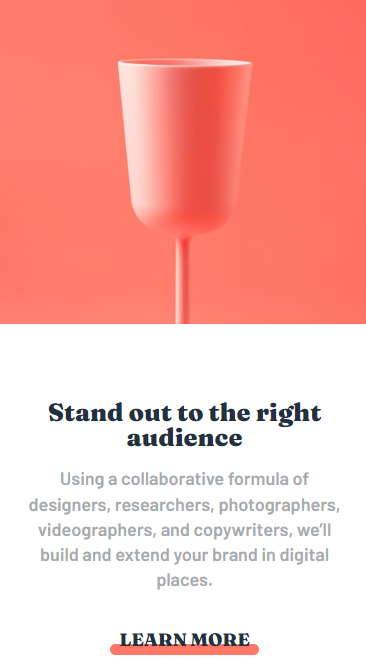 Stand out to the right
audience
Using a collaborative formula of
designers, researchers, photographers,
videographers, and copywriters, we’ll
build and extend your brand in digital
places.
LEARN MORE